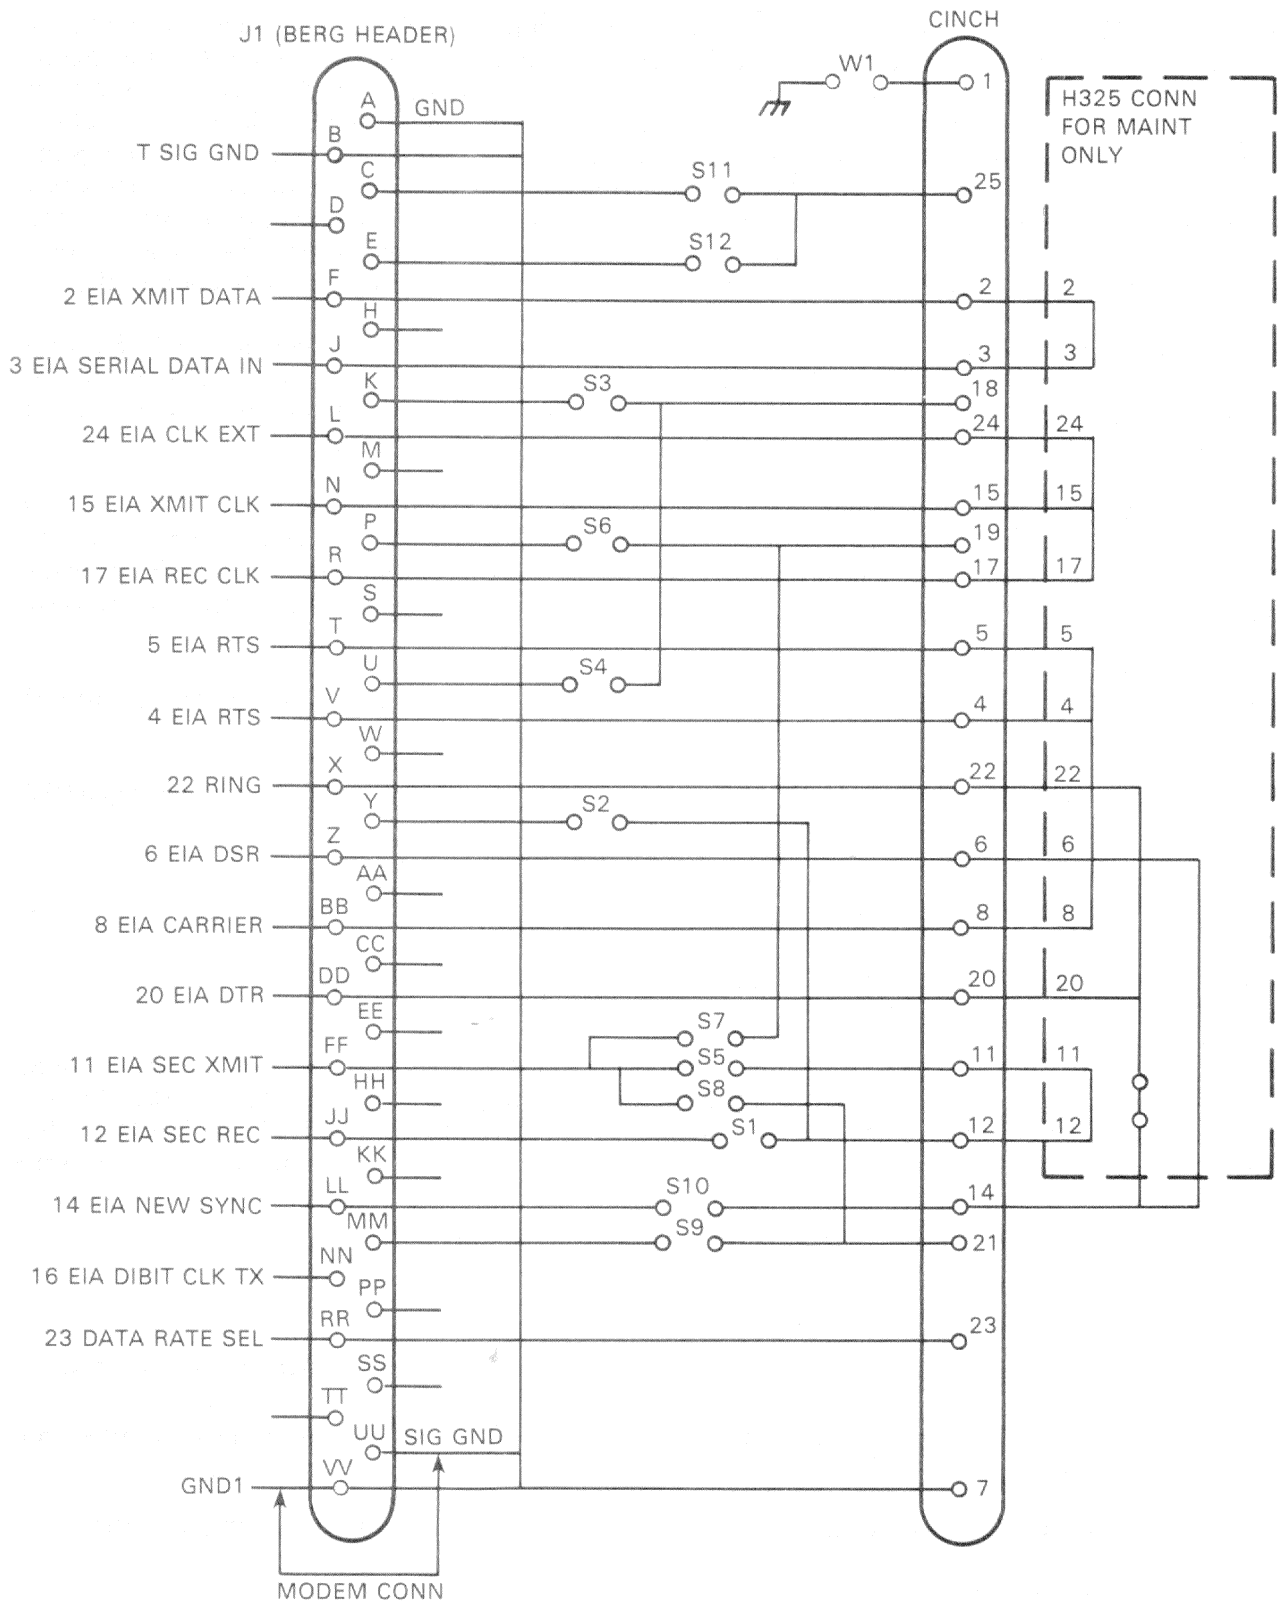 CINCH
J1 (BERG HEADER)
W1
1
H325 CONN
FOR MAINT
ONLY
A
GND
B
T SIG GND
C
S11
25
D
E
S12
F
2 EIA XMIT DATA
2
2
H
J
3 EIA SERIAL DATA IN
3
3
K
S3
18
L
24 EIA CLK EXT
24
24
M
N
15 EIA XMIT CLK
15
15
P
S6
19
R
17 EIA REC CLK
17
17
S
T
5 EIA RTS
5
5
U
S4
V
4 EIA RTS
4
4
W
X
22 RING
22
22
Y
S2
Z
6 EIA DSR
6
6
AA
BB
8 EIA CARRIER
8
8
CC
DD
20 EIA DTR
20
20
EE
S7
FF
11 EIA SEC XMIT
S5
11
11
HH
S8
JJ
12 EIA SEC REC
S1
12
12
KK
LL
14 EIA NEW SYNC
S10
14
MM
S9
21
NN
16 EIA DIBIT CLK TX
PP
RR
23 DATA RATE SEL
23
SS
TT
UU
SIG GND
VV
GND1
7
MODEM CONN